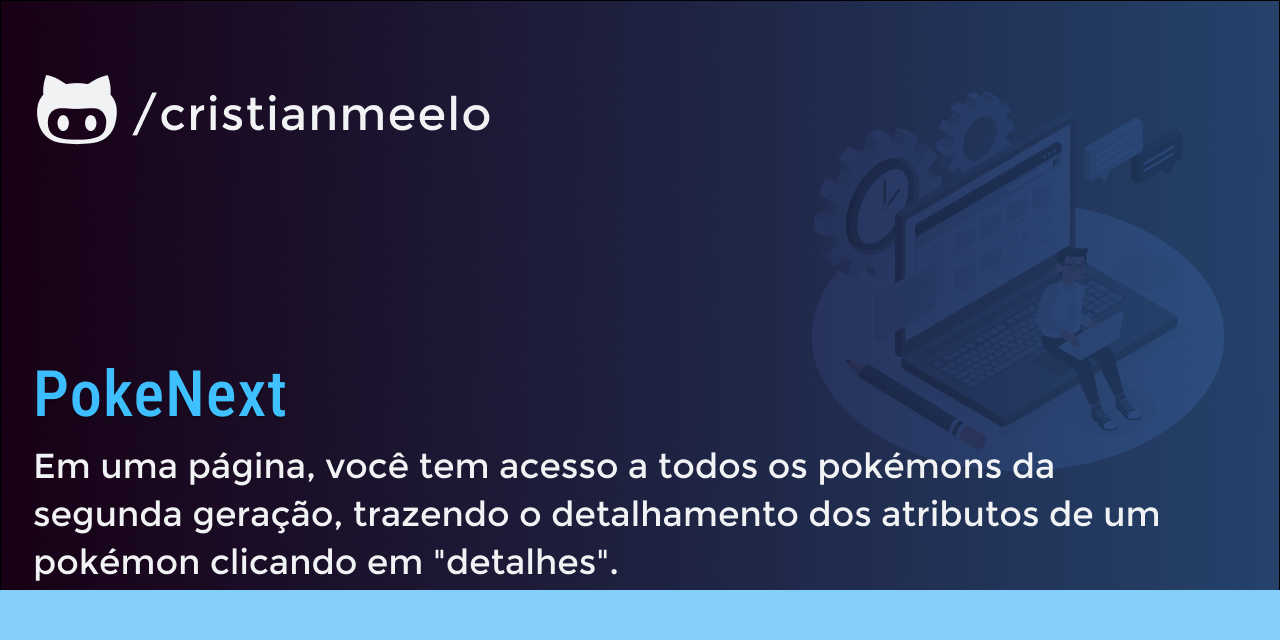 /cristianmeelo
PokeNext
Em uma página, você tem acesso a todos os pokémons da
segunda geração, trazendo o detalhamento dos atributos de um
pokémon clicando em "detalhes".